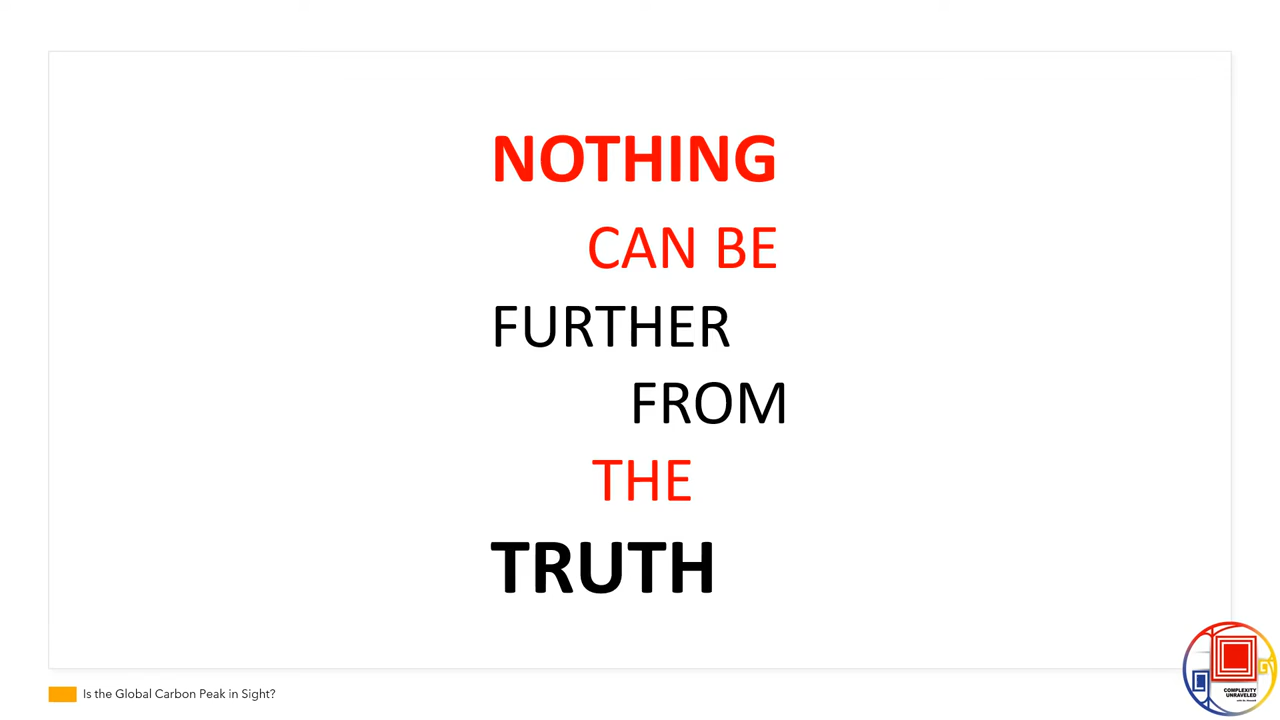 NOTHING
CAN BE
FURTHER
FROM
THE
TRUTH
Is the Global Carbon Peak in Sight?
COMPLEXITY
UNRAVELED